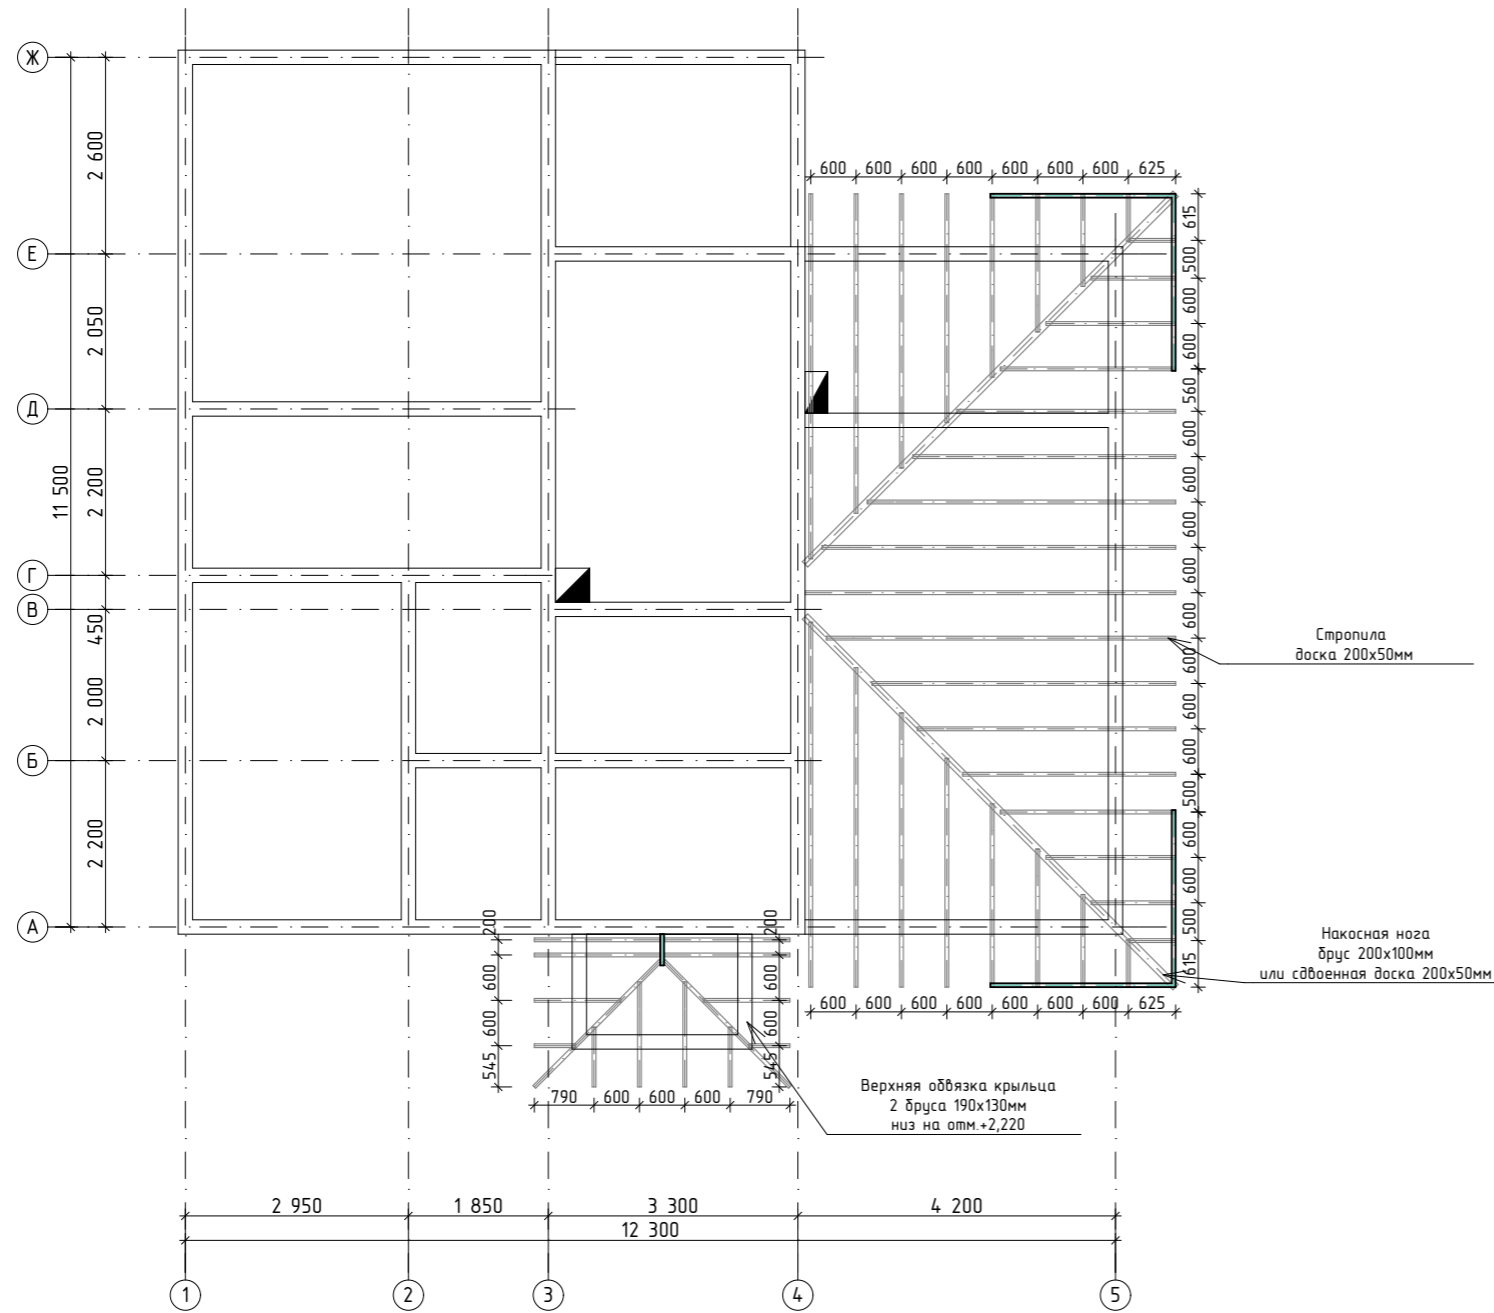 Ж
Е
Д
Г
В
Б
А
11 500
2 600
2 050
2 200
450
2 000
2 200
600 600 600 600 600 600 600 625
615
500
600
600
560
600
600
600
600
600
600
600
600
500
600
600
500
615
Стропила
доска 200х50мм
Накосная нога
брус 200х100мм
или сдвоенная доска 200х50мм
600 600 600 600 600 600 600 625
200
600
600
545
200
600
600
545
790 600 600 600 790
Верхняя обвязка крыльца
2 бруса 190х130мм
низ на отм.+2,220
2 950 1 850 3 300 4 200
12 300
1 2 3 4 5